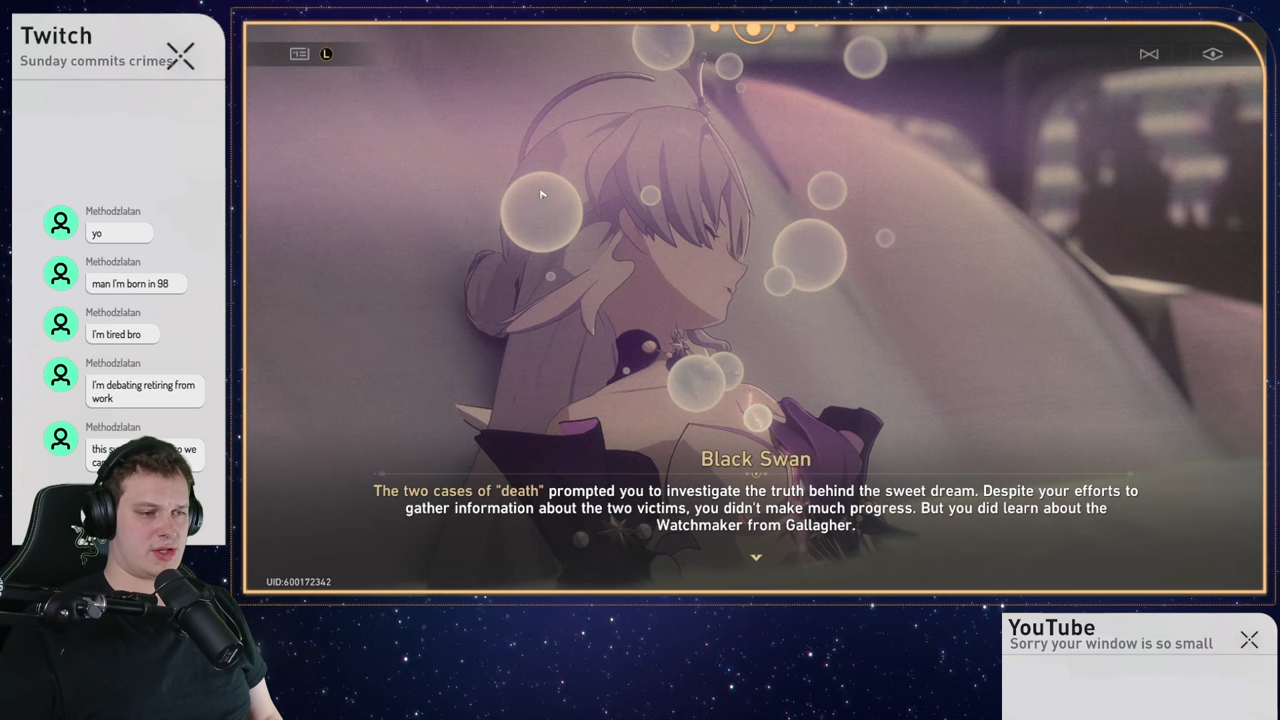 Twitch
Sunday commits crimes
Methodzlatan
yo
Methodzlatan
man I'm born in 98
Methodzlatan
I'm tired bro
Methodzlatan
I'm debating retiring from
work
Methodzlatan
this
we
L
Black Swan
The two cases of "death" prompted you to investigate the truth behind the sweet dream. Despite your efforts to
gather information about the two victims, you didn't make much progress. But you did learn about the
Watchmaker from Gallagher.
UID:600172342
YouTube
Sorry your window is so small